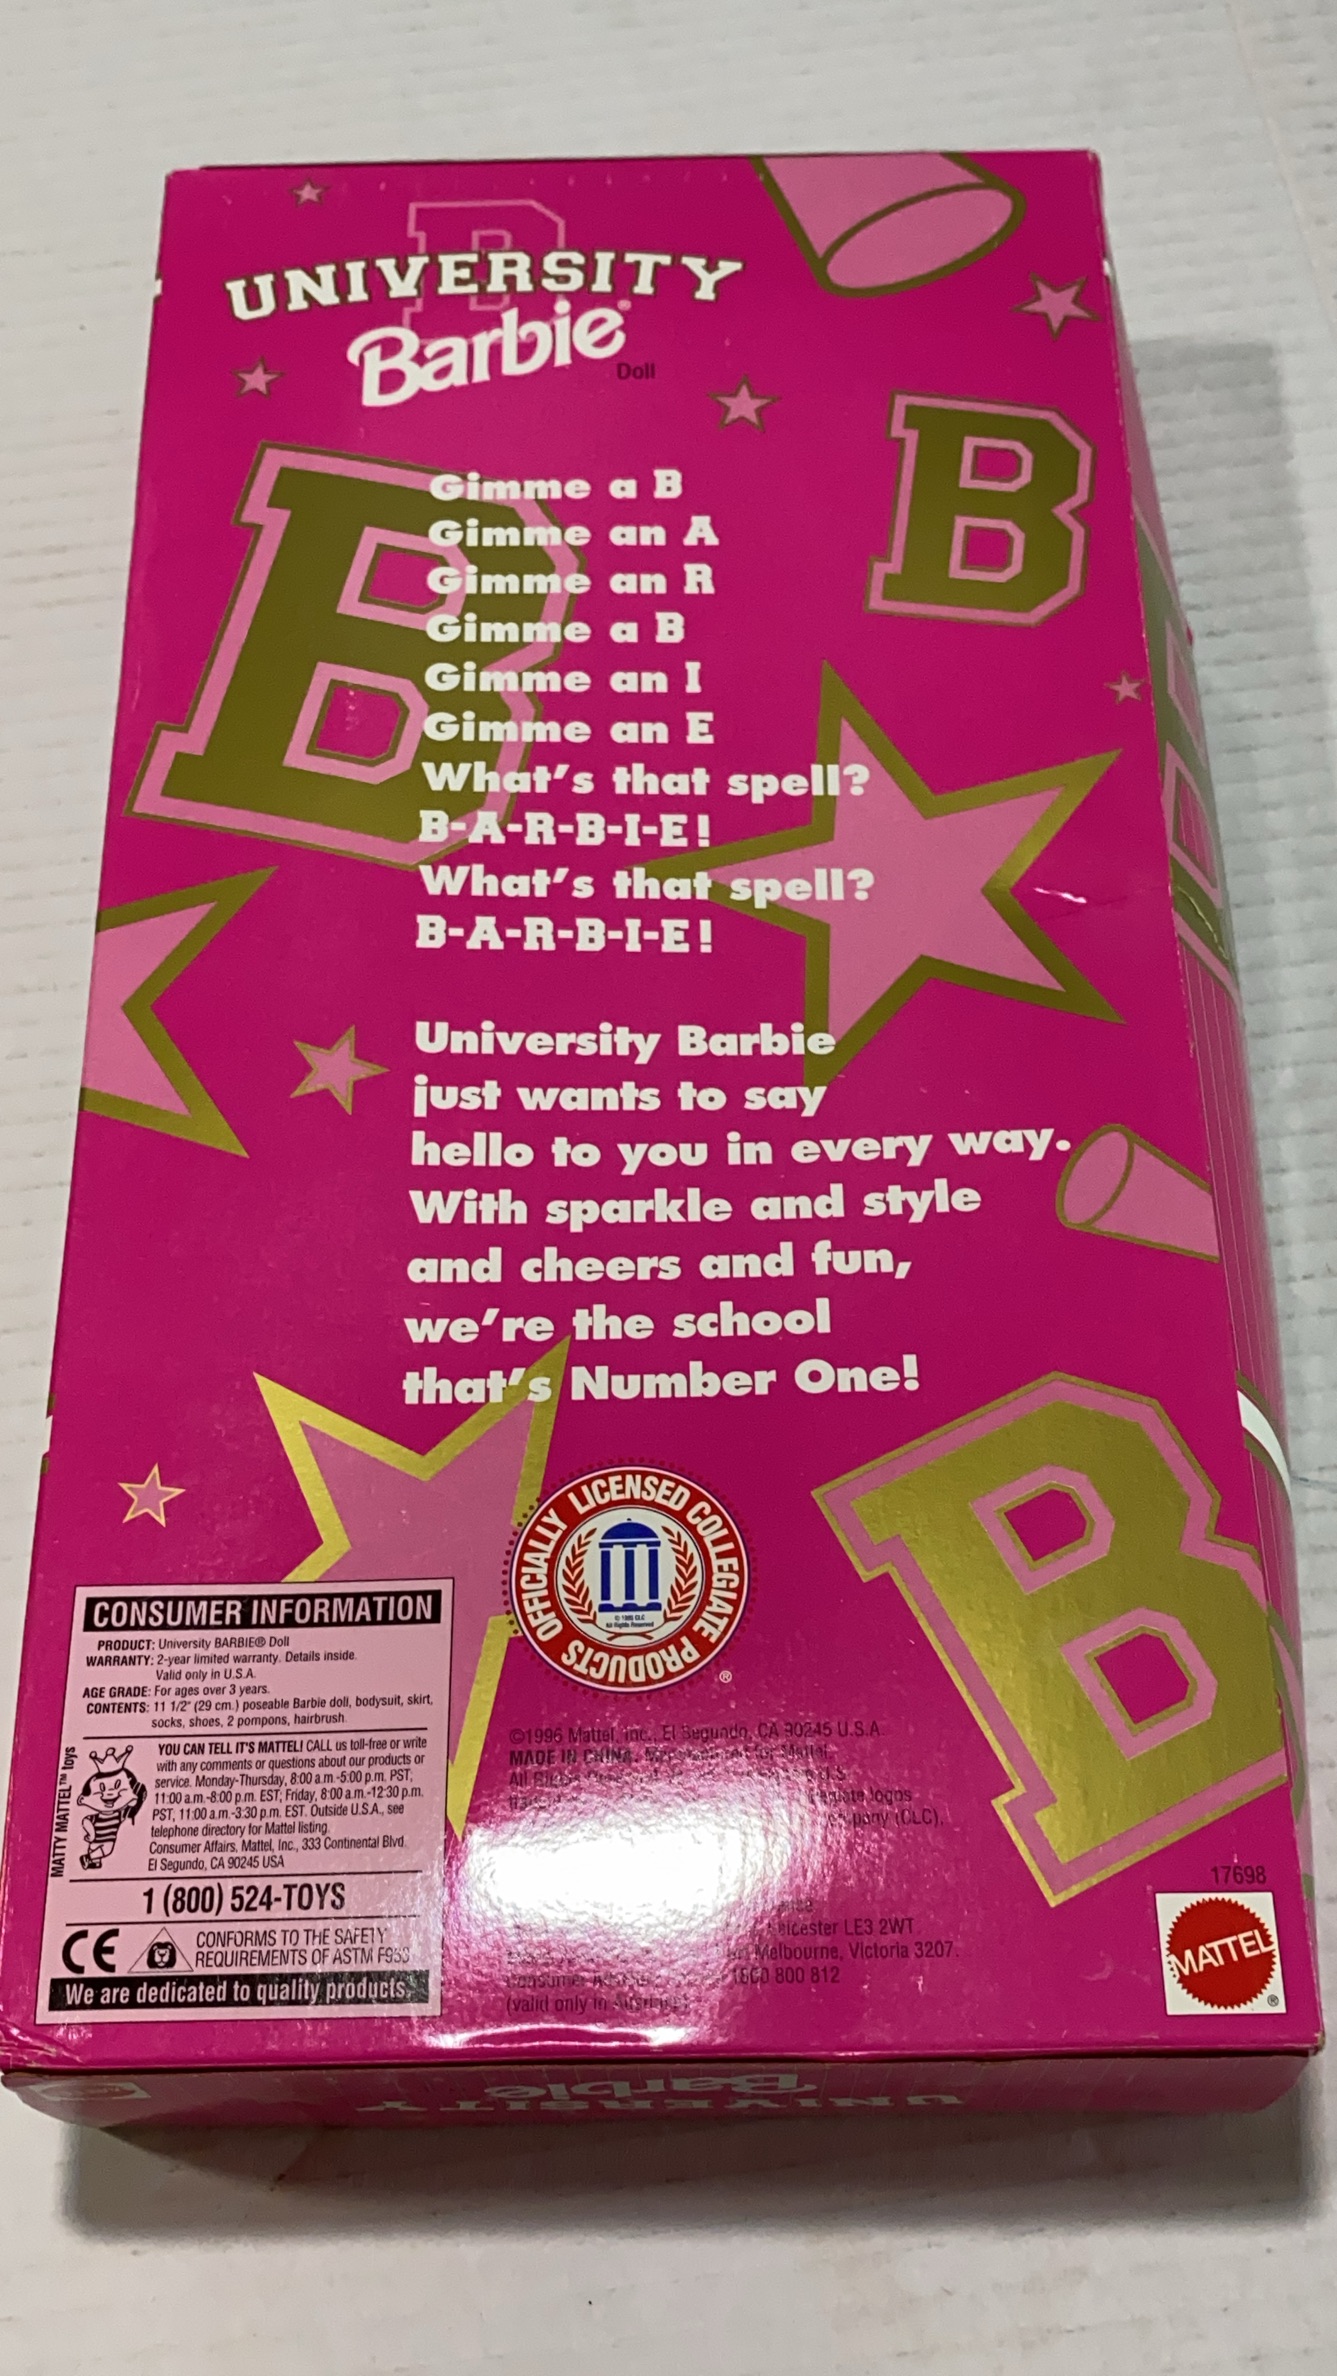 UNIVERSITY
Barbie®
Doll
Gimme a B
Gimme an A
Gimme an R
Gimme a B
Gimme an I
Gimme an E
What's that spell?
B-A-R-B-I-E!
What's that spell?
B-A-R-B-I-E!
University Barbie
just wants to say
hello to you in every way.
With sparkle and style
and cheers and fun,
we're the school
that's Number One!
OFFICIALLY LICENSED COLLEGIATE PRODUCTS
®
CONSUMER INFORMATION
PRODUCT: University BARBIE® Doll
WARRANTY: 2-year limited warranty. Details inside.
Valid only in U.S.A.
AGE GRADE: For ages over 3 years.
CONTENTS: 11 1/2" (29 cm.) poseable Barbie doll, bodysuit, skirt,
socks, shoes, 2 pompons, hairbrush.
MATTY MATTEL™ toys
YOU CAN TELL IT'S MATTEL! CALL us toll-free or write
with any comments or questions about our products or
service. Monday-Thursday, 8:00 a.m.-5:00 p.m. PST;
11:00 a.m.-8:00 p.m. EST; Friday, 8:00 a.m.-12:30 p.m.
PST, 11:00 a.m.-3:30 p.m. EST. Outside U.S.A., see
telephone directory for Mattel listing.
Consumer Affairs, Mattel, Inc., 333 Continental Blvd.
El Segundo, CA 90245 USA
1 (800) 524-TOYS
CE
CONFORMS TO THE SAFETY
REQUIREMENTS OF ASTM
We are dedicated to quality products.
©1996 Mattel, Inc., El Segundo, CA 90245 U.S.A.
MADE IN CHINA. for Mattel.
All U.S.
logos
(CLC).
Leicester LE3 2WT.
Melbourne, Victoria 3207.
Consumer 1800 800 812
(valid only in Australia)
17698
MATTEL
®
UNIVERSITY
Barbie